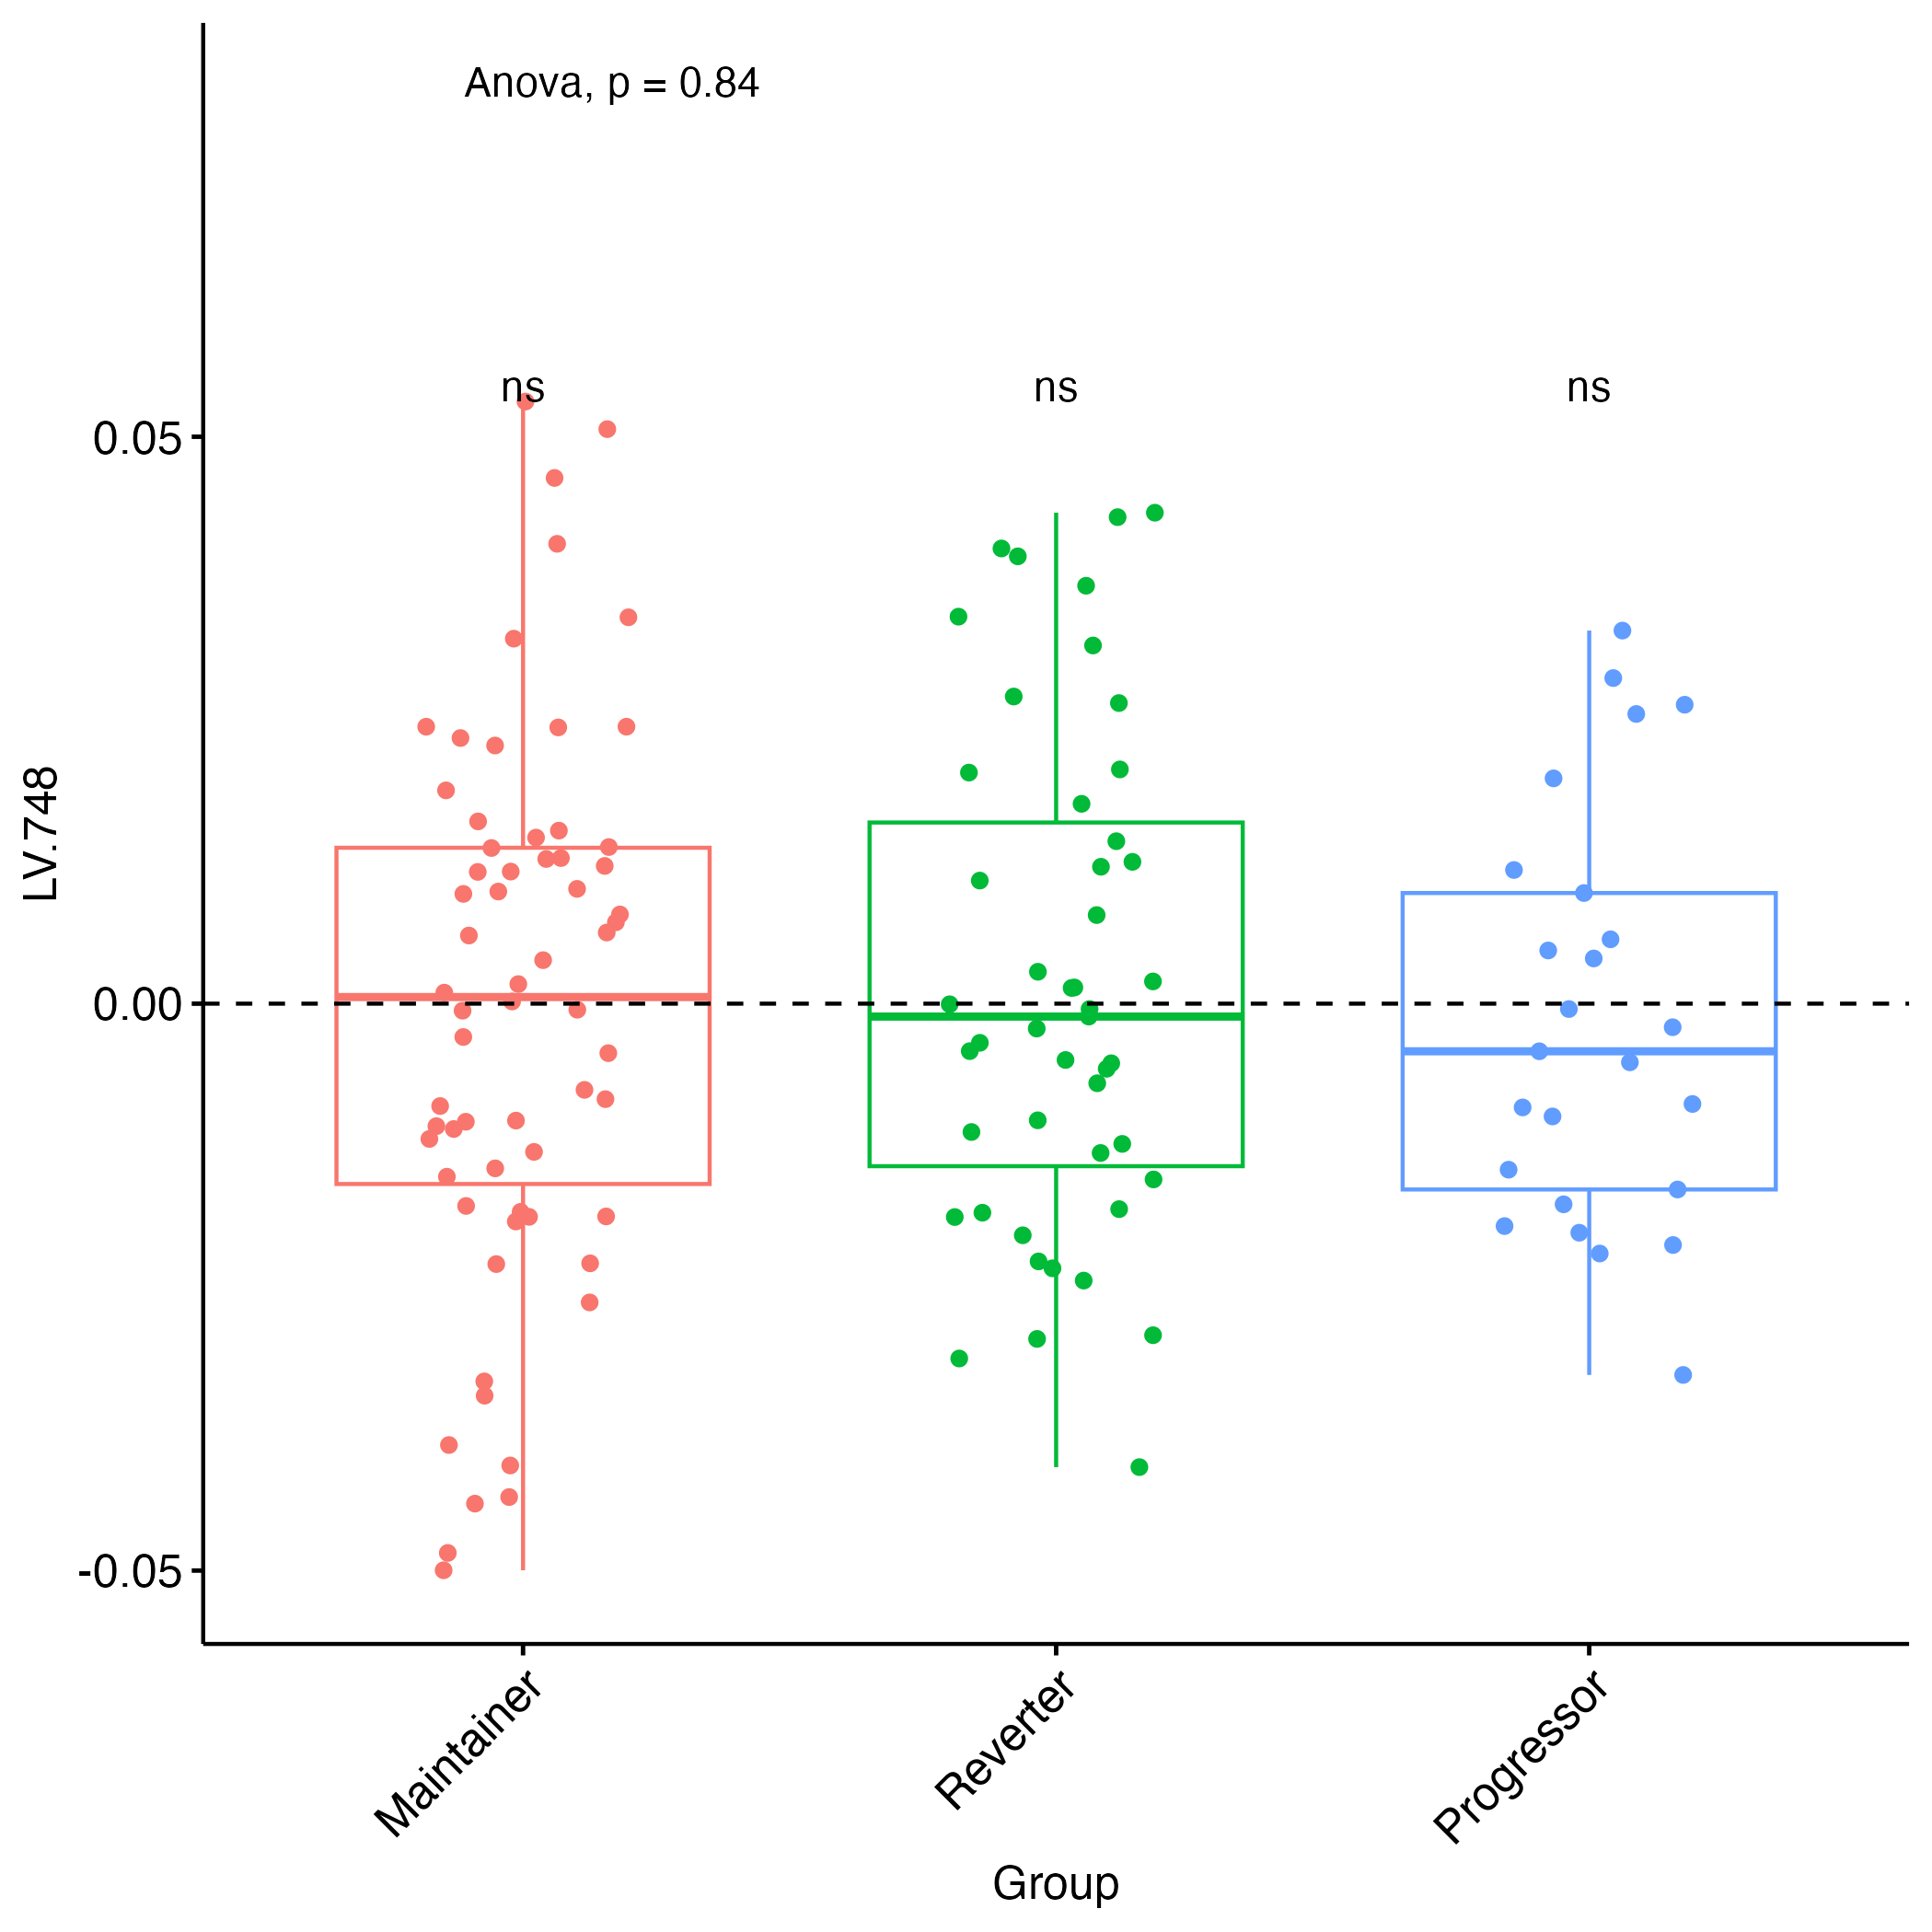 Anova, p = 0.84
ns ns ns
0.05
0.00
-0.05
LV.748
Maintainer
Reverter
Progressor
Group